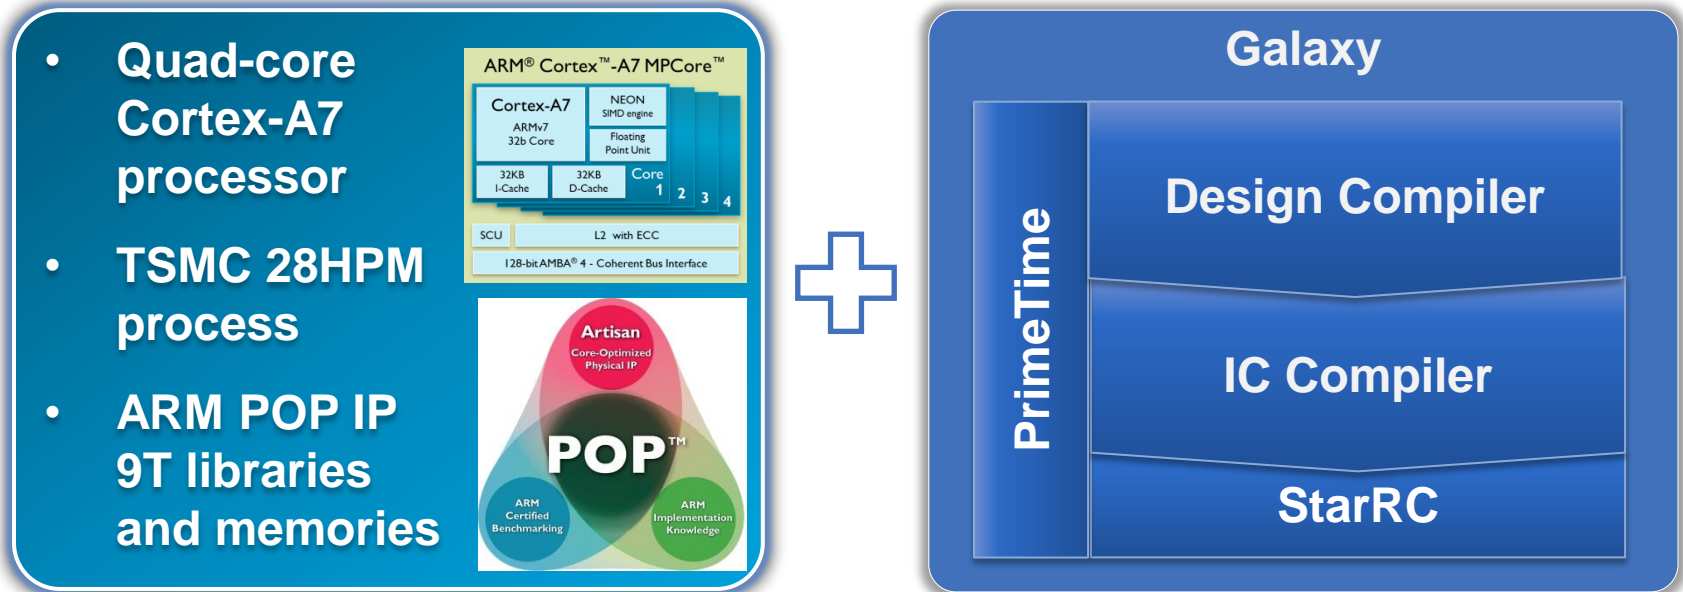 • Quad-core
Cortex-A7
processor
• TSMC 28HPM
process
• ARM POP IP
9T libraries
and memories
ARM® Cortex™-A7 MPCore™
Cortex-A7
ARMv7
32b Core
NEON
SIMD engine
Floating
Point Unit
32KB
I-Cache
32KB
D-Cache
Core
1
2
3
4
SCU
L2 with ECC
128-bit AMBA® 4 - Coherent Bus Interface
Artisan
Core-Optimized
Physical IP
POP™
ARM
Certified
Benchmarking
ARM
Implementation
Knowledge
Galaxy
PrimeTime
Design Compiler
IC Compiler
StarRC